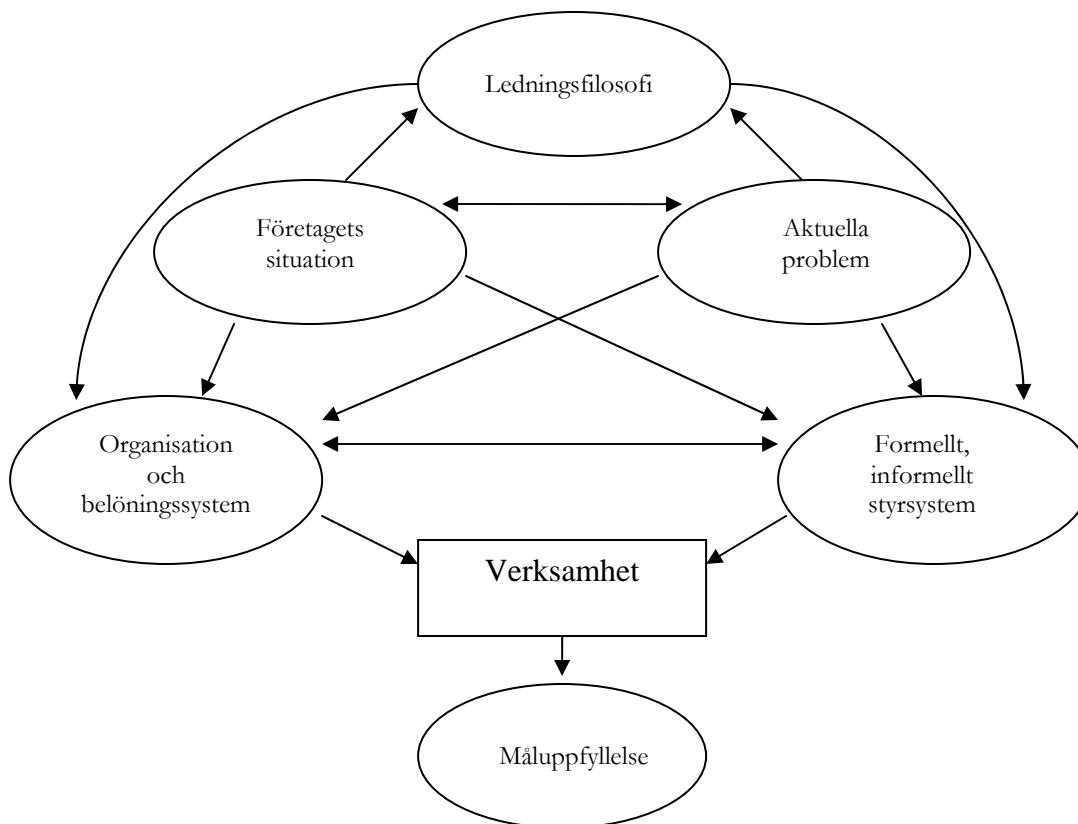 Ledningsfilosofi
Företagets
situation
Aktuella
problem
Organisation
och
belöningssystem
Formellt,
informellt
styrsystem
Verksamhet
Måluppfyllelse